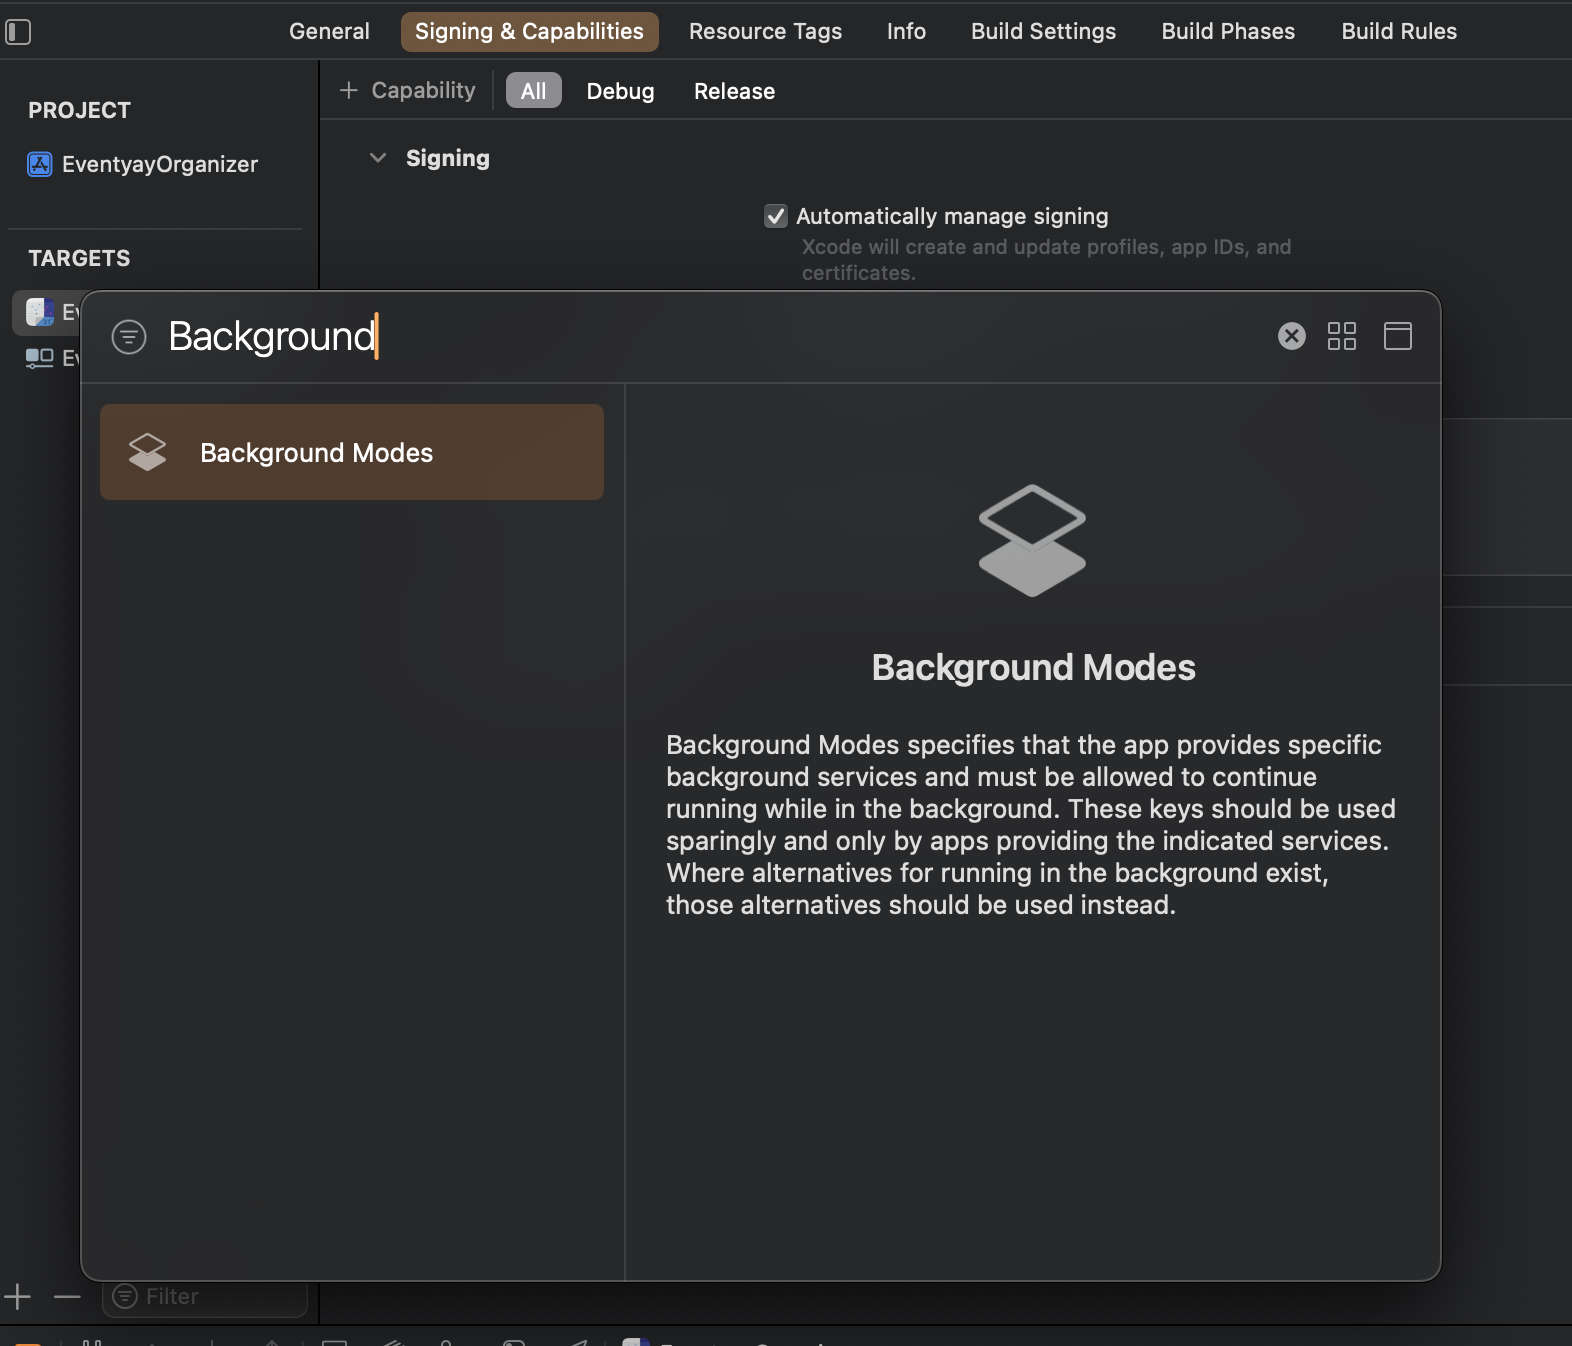 General
Signing & Capabilities
Resource Tags
Info
Build Settings
Build Phases
Build Rules
PROJECT
EventyayOrganizer
TARGETS
Capability
All
Debug
Release
Signing
Automatically manage signing
Xcode will create and update profiles, app IDs, and
certificates.
Background
Background Modes
Background Modes
Background Modes specifies that the app provides specific
background services and must be allowed to continue
running while in the background. These keys should be used
sparingly and only by apps providing the indicated services.
Where alternatives for running in the background exist,
those alternatives should be used instead.
Filter